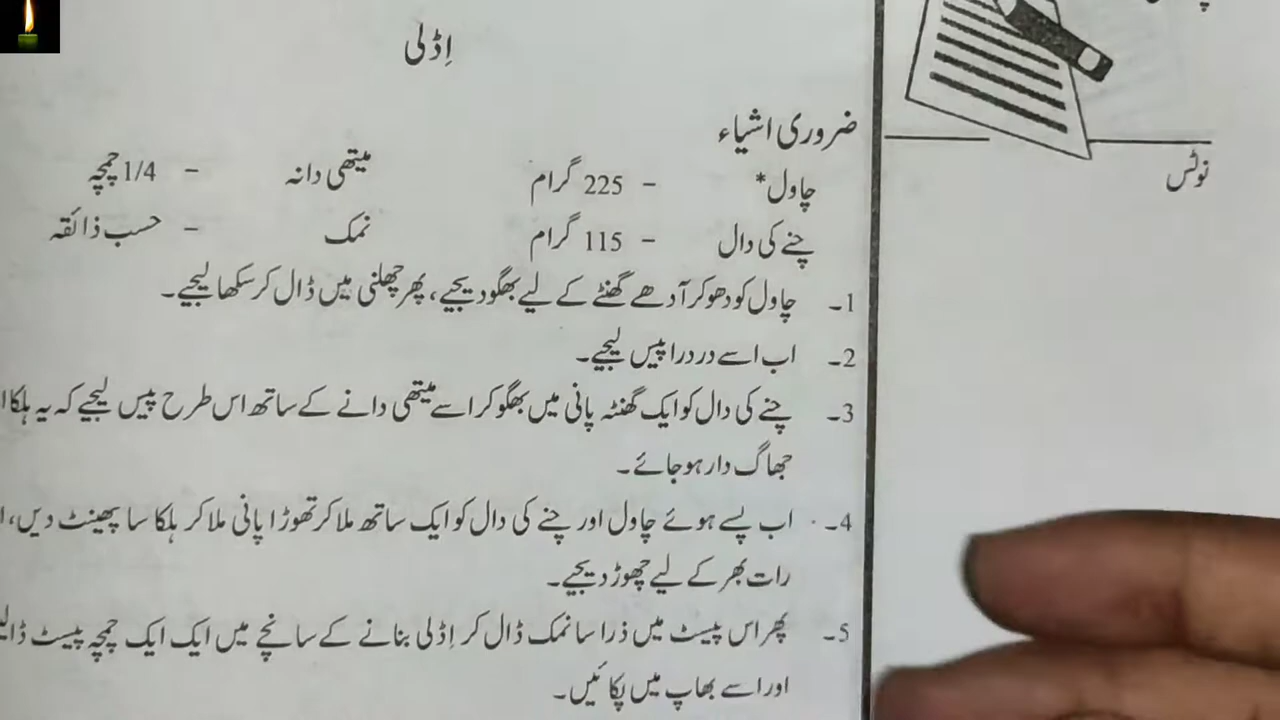 اِڈلی
ضروری اشیاء
چاول* - 225 گرام میتھی دانہ - 1/4 چمچہ
چنے کی دال - 115 گرام نمک - حسب ذائقہ
1۔ چاول کو دھوکر آدھے گھنٹے کے لیے بھگو دیجیے، پھر چھلنی میں ڈال کر سکھا لیجیے۔
2۔ اب اسے دردرا پیس لیجیے۔
3۔ چنے کی دال کو ایک گھنٹہ پانی میں بھگو کر اسے میتھی دانے کے ساتھ اس طرح پیس لیجیے کہ یہ ہلکا
جھاگ دار ہوجائے۔
4۔ اب پسے ہوئے چاول اور چنے کی دال کو ایک ساتھ ملا کر تھوڑا پانی ملا کر ہلکا سا پھینٹ دیں،
رات بھر کے لیے چھوڑ دیجیے۔
5۔ پھر اس پیسٹ میں ذرا سا نمک ڈال کر اِڈلی بنانے کے سانچے میں ایک ایک چمچہ پیسٹ
اور اسے بھاپ میں پکائیں۔
نوٹس